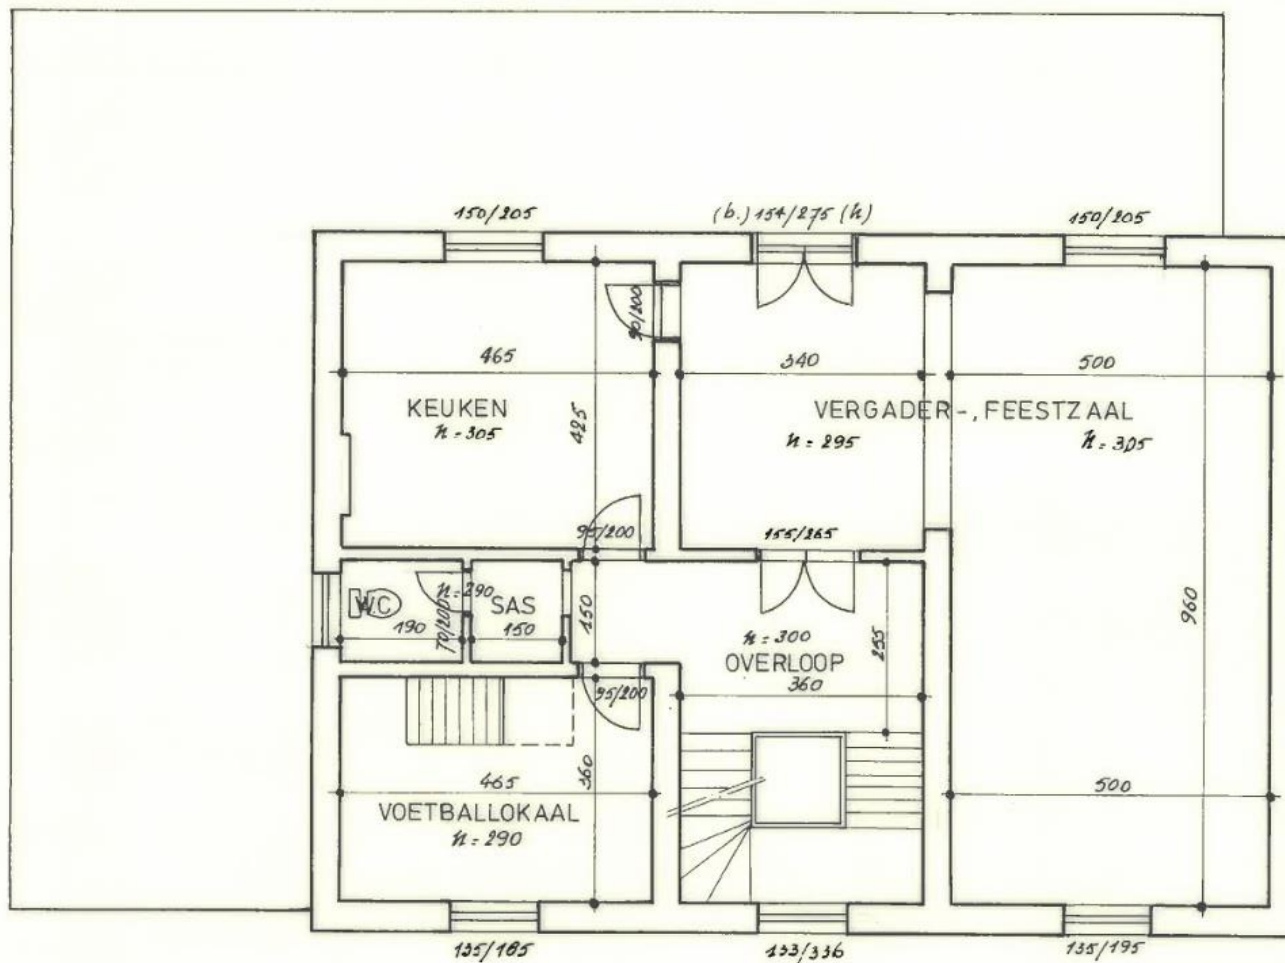 150/205
(b.) 154/275 (h)
150/205
90/200
465
340
500
KEUKEN
h = 305
425
VERGADER-, FEESTZAAL
h = 295
h = 305
95/200
155/265
WC
190
70/200
h = 290
SAS
150
150
h = 300
OVERLOOP
360
255
960
95/200
465
360
VOETBALLOKAAL
h = 290
500
135/185
133/336
135/195